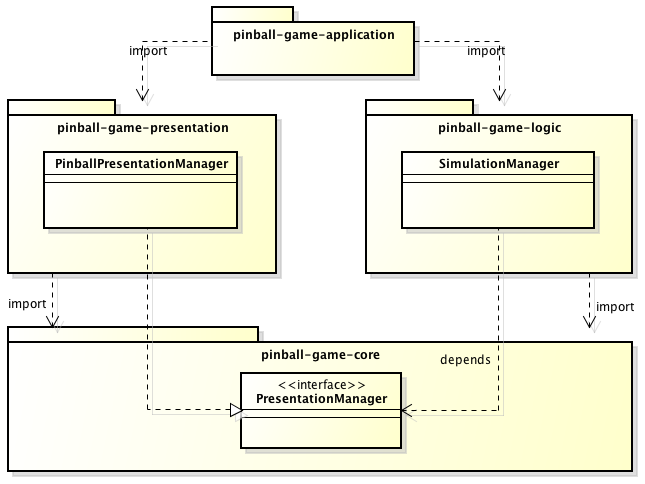 pinball-game-application
import
import
pinball-game-presentation
pinball-game-logic
PinballPresentationManager
SimulationManager
import
import
pinball-game-core
depends
<<interface>>
PresentationManager